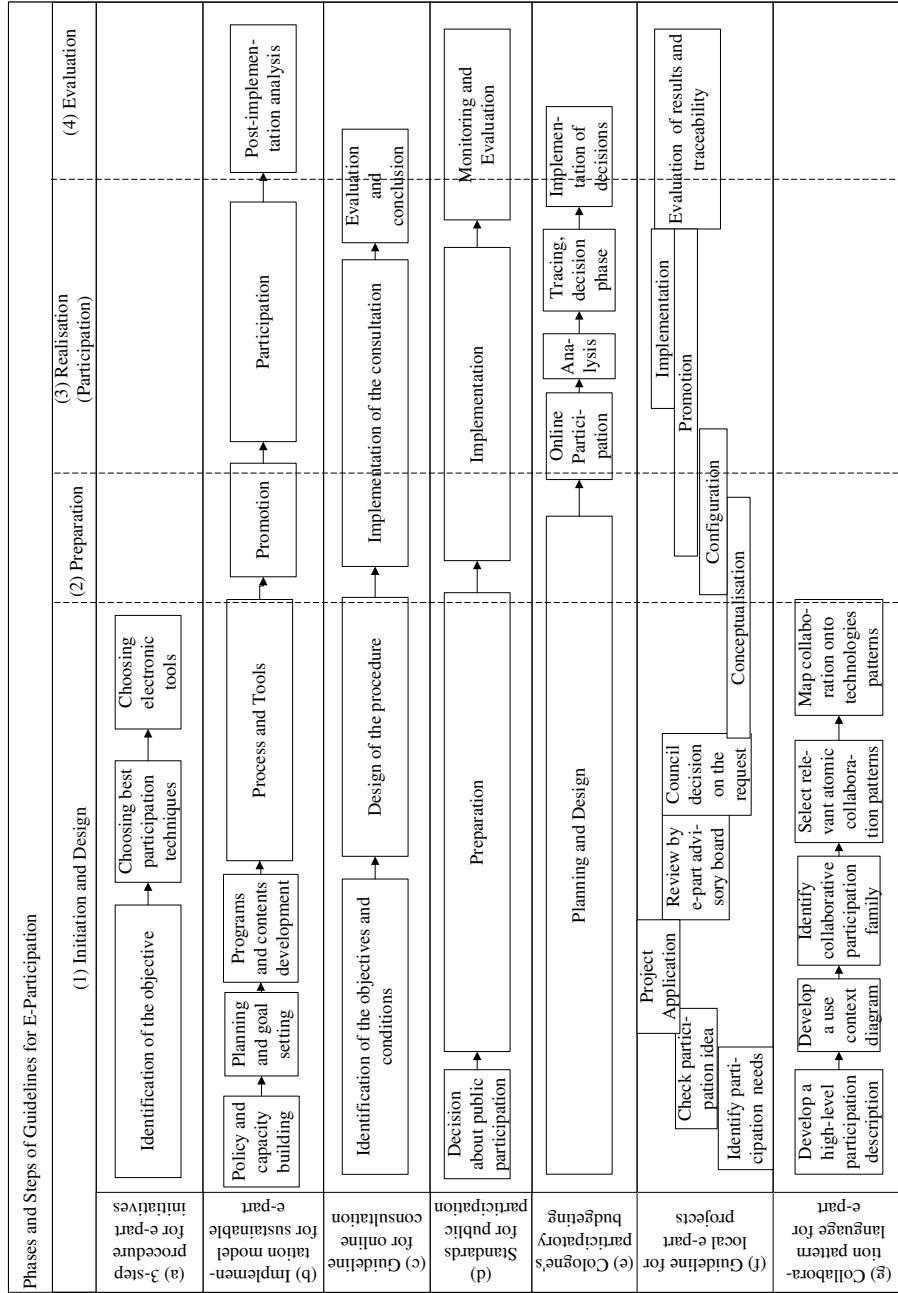 Phases and Steps of Guidelines for E-Participation
(1) Initiation and Design
(2) Preparation
(3) Realisation
(Participation)
(4) Evaluation
(a) 3-step
procedure
for e-part
initiatives
Identification of the objective
Choosing best
participation
techniques
Choosing
electronic
tools
(b) Implemen-
tation model
for sustainable
e-part
Policy and
capacity
building
Planning
and goal
setting
Programs
and contents
development
Process and Tools
Promotion
Participation
Post-implemen-
tation analysis
(c) Guideline
for online
consultation
Identification of the objectives and
conditions
Design of the procedure
Implementation of the consultation
Evaluation
and
conclusion
(d)
Standards
for public
participation
Decision
about public
participation
Preparation
Implementation
Monitoring and
Evaluation
(e) Cologne's
participatory
budgeting
Planning and Design
Online
Partici-
pation
Ana-
lysis
Tracing,
decision
phase
Implemen-
tation of
decisions
(f) Guideline for
local e-part
projects
Identify parti-
cipation needs
Check partici-
pation idea
Project
Application
Review by
e-part advi-
sory board
Council
decision
on the
request
Conceptualisation
Configuration
Promotion
Implementation
Evaluation of results and
traceability
(g) Collabora-
tion pattern
language for
e-part
Develop a
high-level
participation
description
Develop
a use
context
diagram
Identify
collaborative
participation
family
Select rele-
vant atomic
collabora-
tion patterns
Map collabo-
ration onto
technologies
patterns